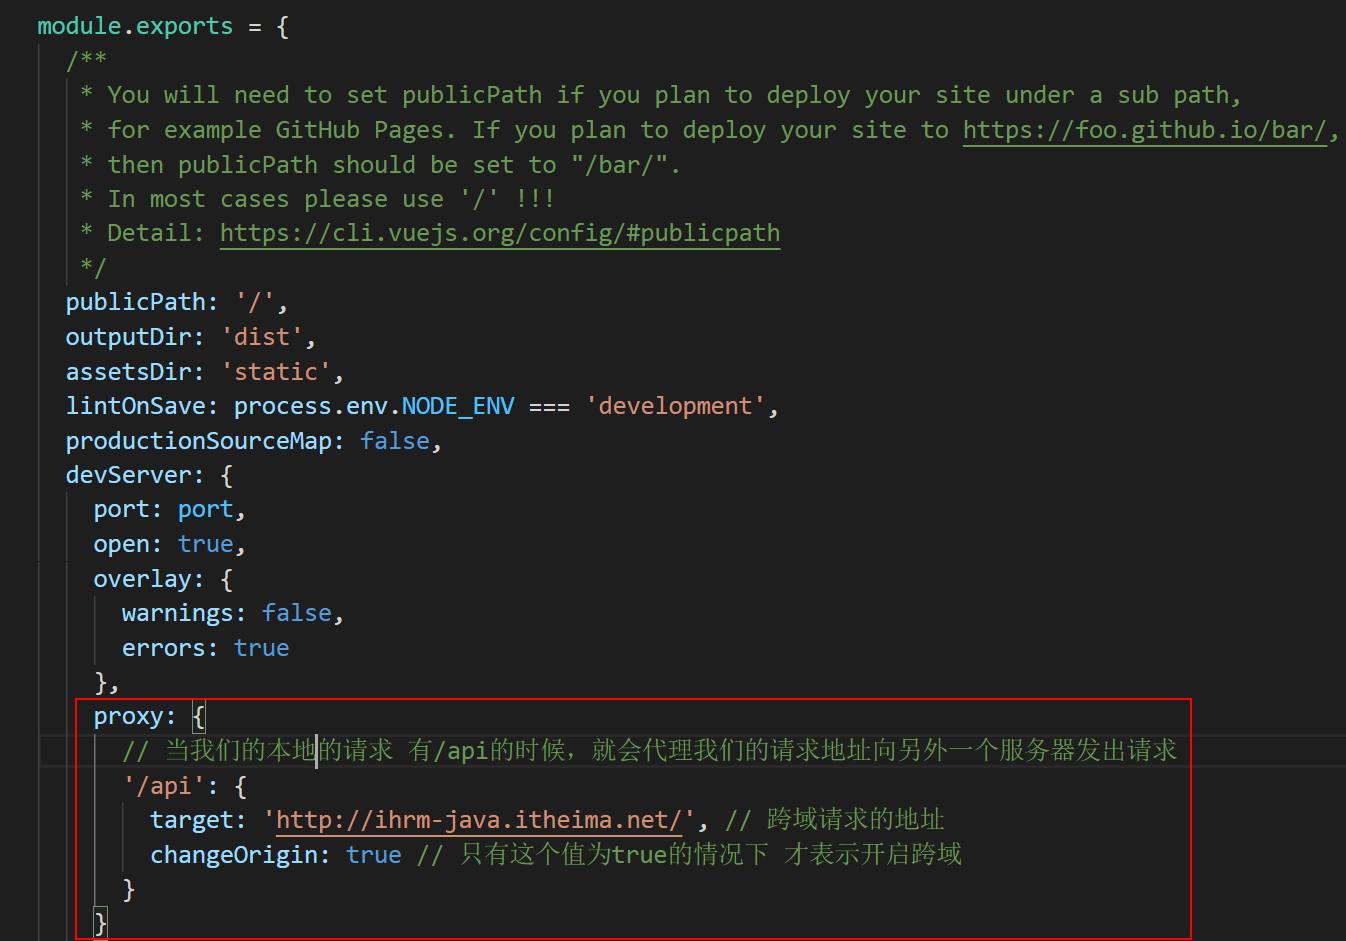 module.exports = {
/**
* You will need to set publicPath if you plan to deploy your site under a sub path,
* for example GitHub Pages. If you plan to deploy your site to https://foo.github.io/bar/,
* then publicPath should be set to "/bar/".
* In most cases please use '/' !!!
* Detail: https://cli.vuejs.org/config/#publicpath
*/
publicPath: '/',
outputDir: 'dist',
assetsDir: 'static',
lintOnSave: process.env.NODE_ENV === 'development',
productionSourceMap: false,
devServer: {
port: port,
open: true,
overlay: {
warnings: false,
errors: true
},
proxy: {
// 当我们的本地的请求 有/api的时候，就会代理我们的请求地址向另外一个服务器发出请求
'/api': {
target: 'http://ihrm-java.itheima.net/', // 跨域请求的地址
changeOrigin: true // 只有这个值为true的情况下 才表示开启跨域
}
}